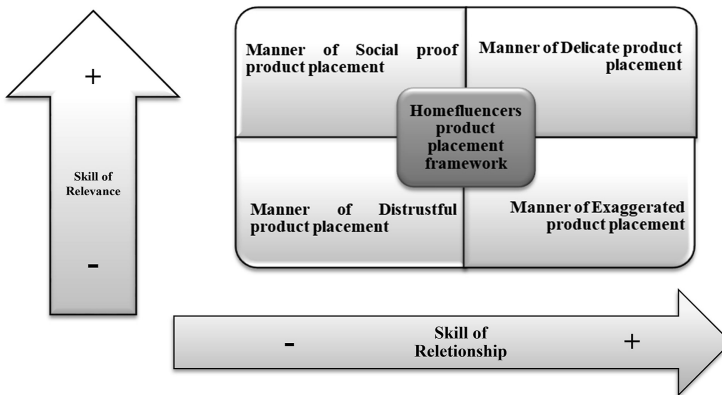 +
Skill of
Relevance
-
Manner of Social proof
product placement
Manner of Delicate product
placement
Homefluencers
product
placement
framework
Manner of Distrustful
product placement
Manner of Exaggerated
product placement
-
Skill of
Reletionship
+